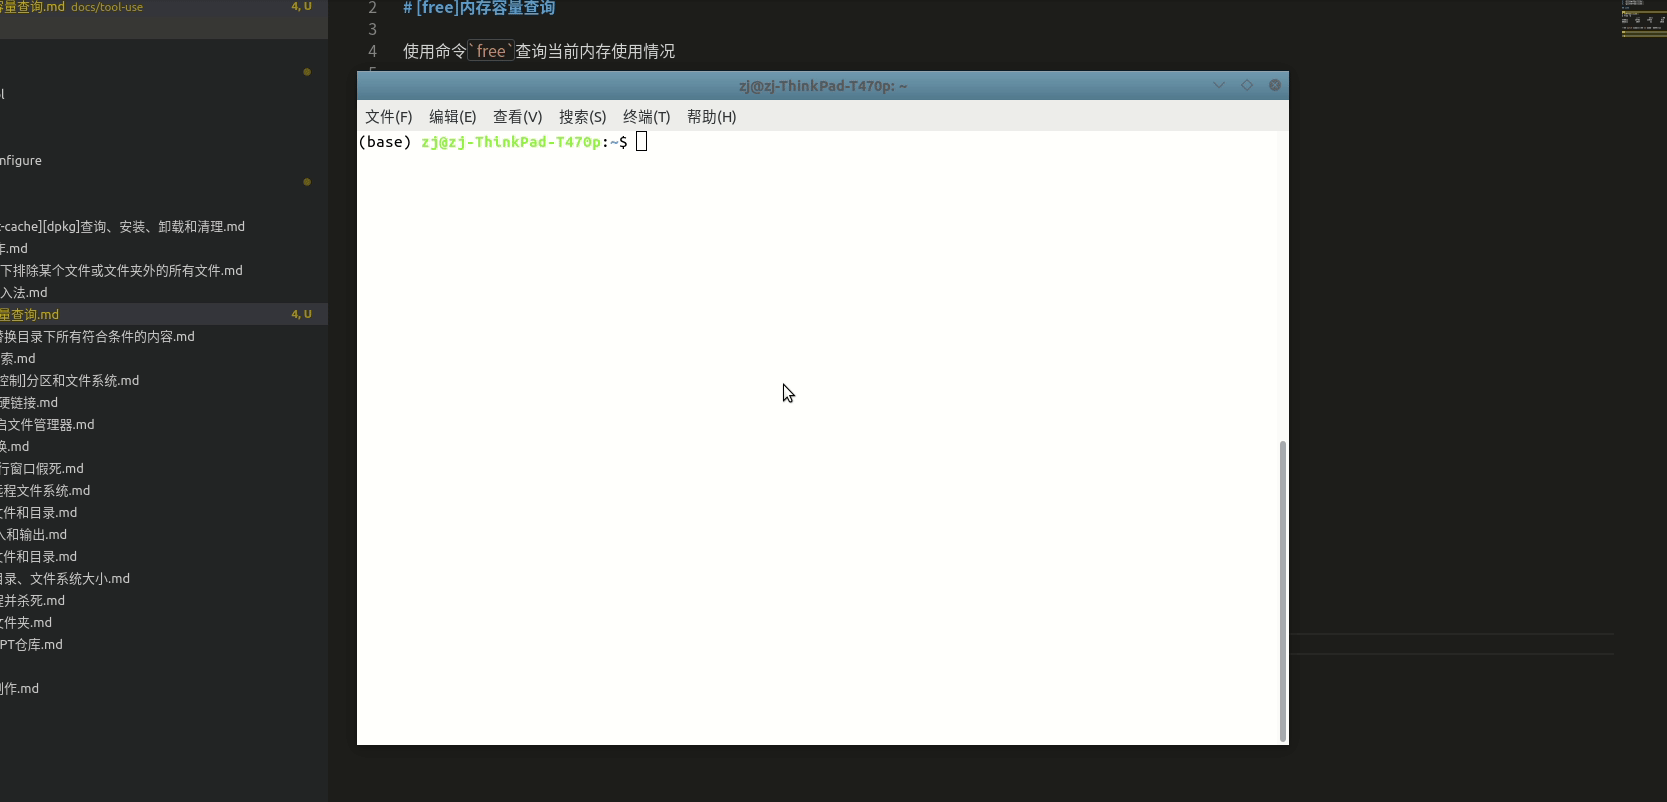 容量查询.md docs/tool-use 4, U
nfigure
-cache][dpkg]查询、安装、卸载和清理.md
作.md
下排除某个文件或文件夹外的所有文件.md
入法.md
量查询.md 4, U
替换目录下所有符合条件的内容.md
索.md
控制]分区和文件系统.md
硬链接.md
启文件管理器.md
换.md
行窗口假死.md
远程文件系统.md
文件和目录.md
入和输出.md
文件和目录.md
目录、文件系统大小.md
程并杀死.md
文件夹.md
PT仓库.md
制作.md
2 # [free]内存容量查询
3
4 使用命令`free`查询当前内存使用情况
zj@zj-ThinkPad-T470p: ~
文件(F) 编辑(E) 查看(V) 搜索(S) 终端(T) 帮助(H)
(base) zj@zj-ThinkPad-T470p:~$